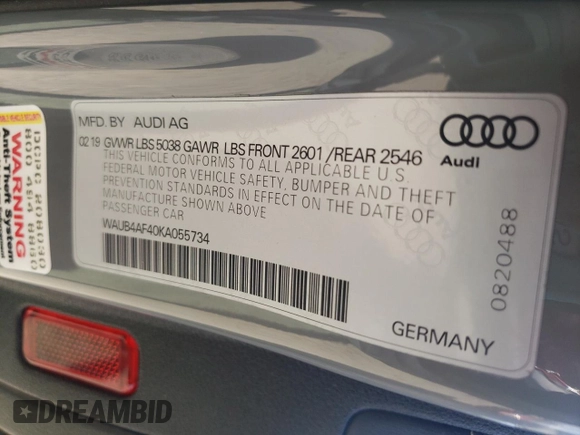 MFD. BY AUDI AG
02 19 GVWR LBS 5038 GAWR LBS FRONT 2601 /REAR 2546
THIS VEHICLE CONFORMS TO ALL APPLICABLE U S
FEDERAL MOTOR VEHICLE SAFETY, BUMPER AND THEFT
PREVENTION STANDARDS IN EFFECT ON THE DATE OF
MANUFACTURE SHOWN ABOVE
PASSENGER CAR
WAUB4AF40KA055734
Audi
0820488
GERMANY
WARNING
Anti-Theft System
DREAMBID